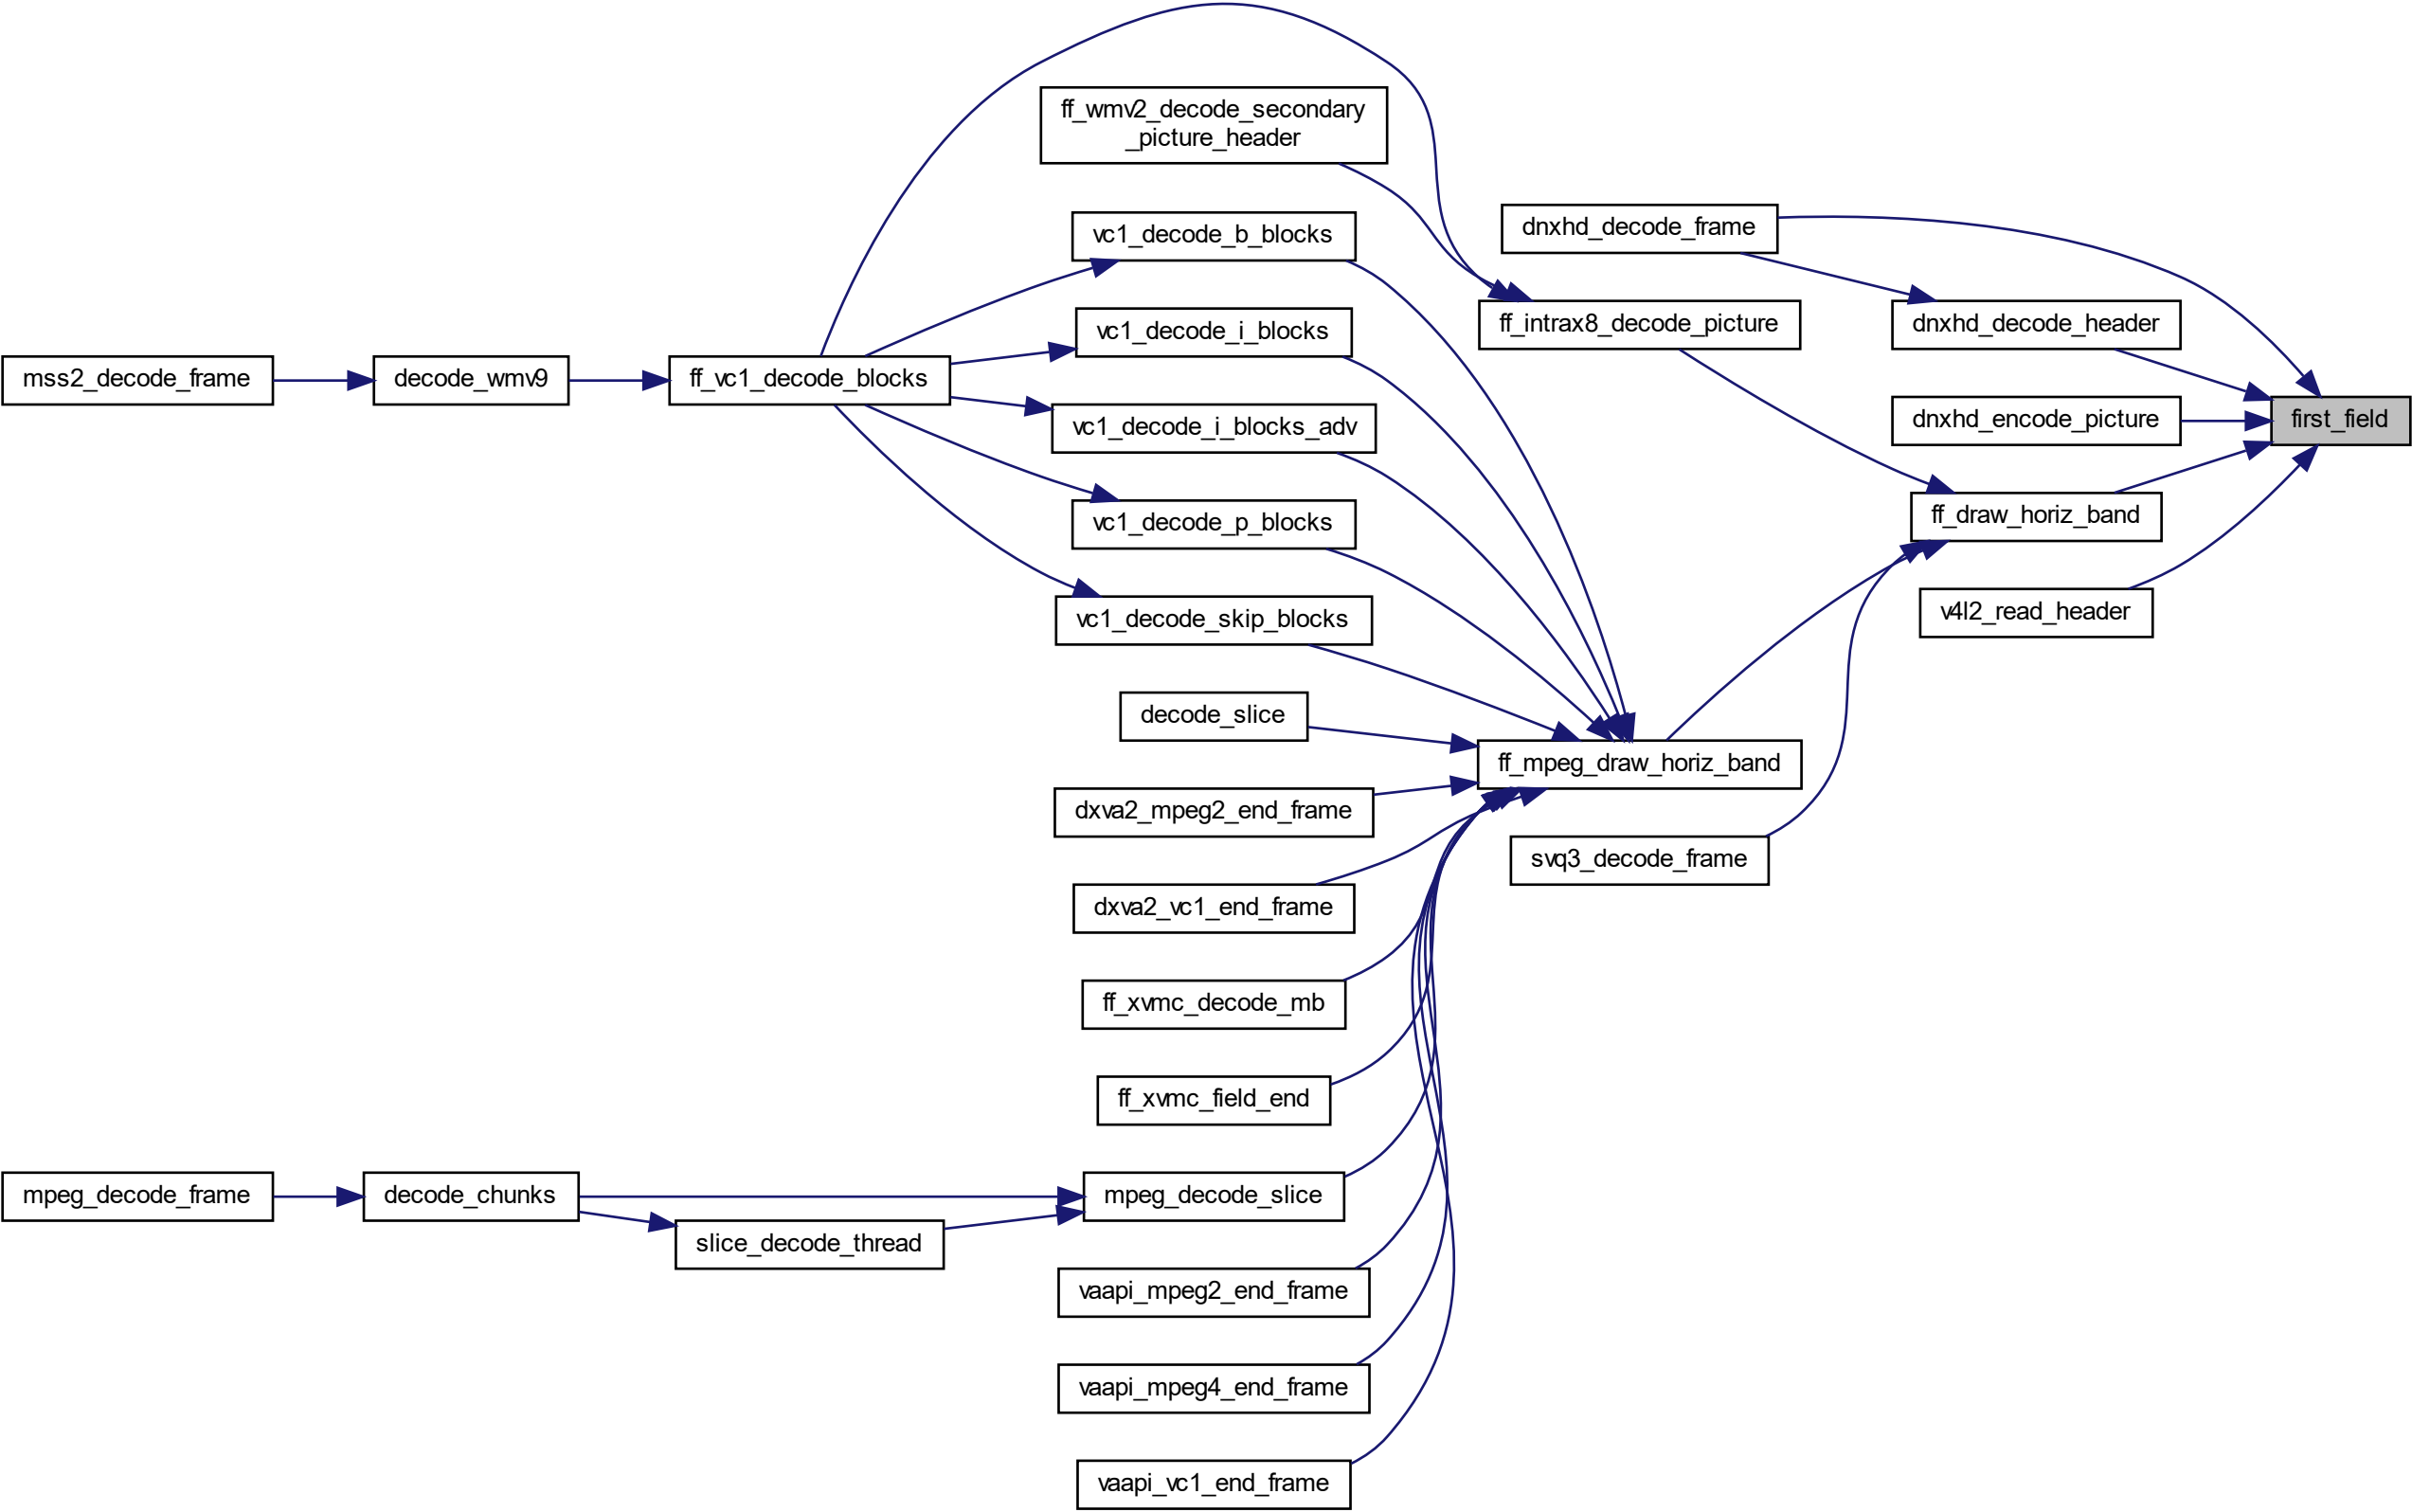 ff_wmv2_decode_secondary
_picture_header
dnxhd_decode_frame
vc1_decode_b_blocks
vc1_decode_i_blocks
ff_intrax8_decode_picture
dnxhd_decode_header
mss2_decode_frame
decode_wmv9
ff_vc1_decode_blocks
vc1_decode_i_blocks_adv
dnxhd_encode_picture
first_field
vc1_decode_p_blocks
ff_draw_horiz_band
vc1_decode_skip_blocks
v4l2_read_header
decode_slice
ff_mpeg_draw_horiz_band
dxva2_mpeg2_end_frame
svq3_decode_frame
dxva2_vc1_end_frame
ff_xvmc_decode_mb
ff_xvmc_field_end
mpeg_decode_frame
decode_chunks
mpeg_decode_slice
slice_decode_thread
vaapi_mpeg2_end_frame
vaapi_mpeg4_end_frame
vaapi_vc1_end_frame